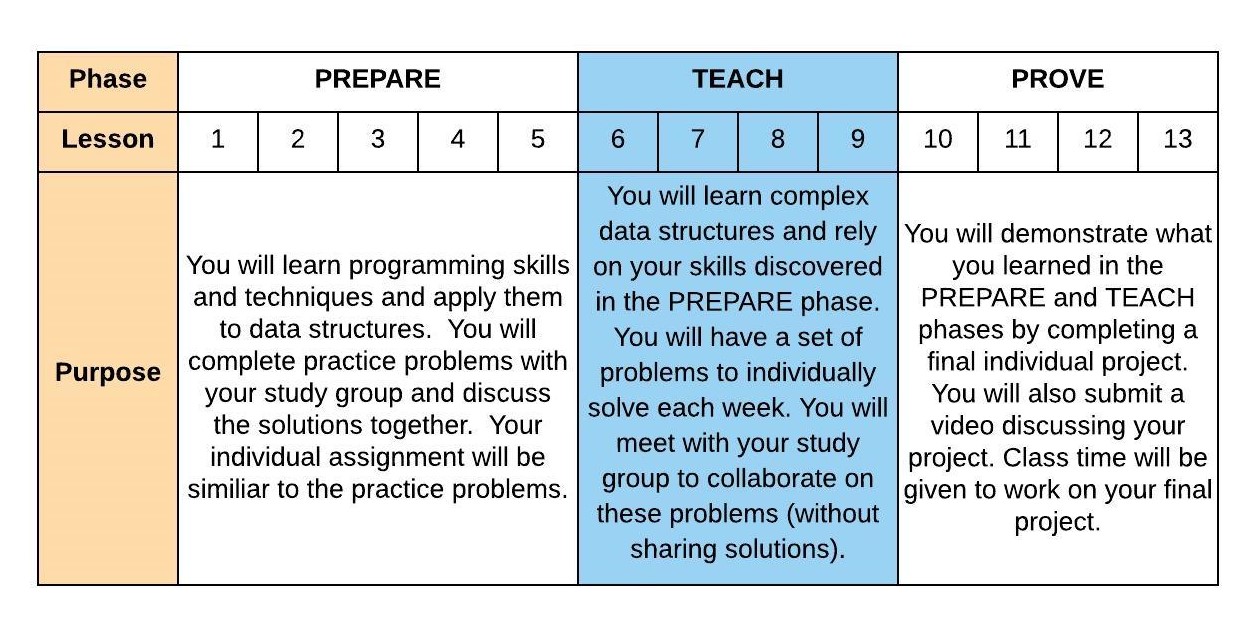 Phase PREPARE TEACH PROVE
Lesson 1 2 3 4 5 6 7 8 9 10 11 12 13
Purpose
You will learn programming skills
and techniques and apply them
to data structures.  You will
complete practice problems with
your study group and discuss
the solutions together.  Your
individual assignment will be
similiar to the practice problems.
You will learn complex
data structures and rely
on your skills discovered
in the PREPARE phase.
You will have a set of
problems to individually
solve each week. You will
meet with your study
group to collaborate on
these problems (without
sharing solutions).
You will demonstrate what
you learned in the
PREPARE and TEACH
phases by completing a
final individual project.
You will also submit a
video discussing your
project. Class time will be
given to work on your final
project.